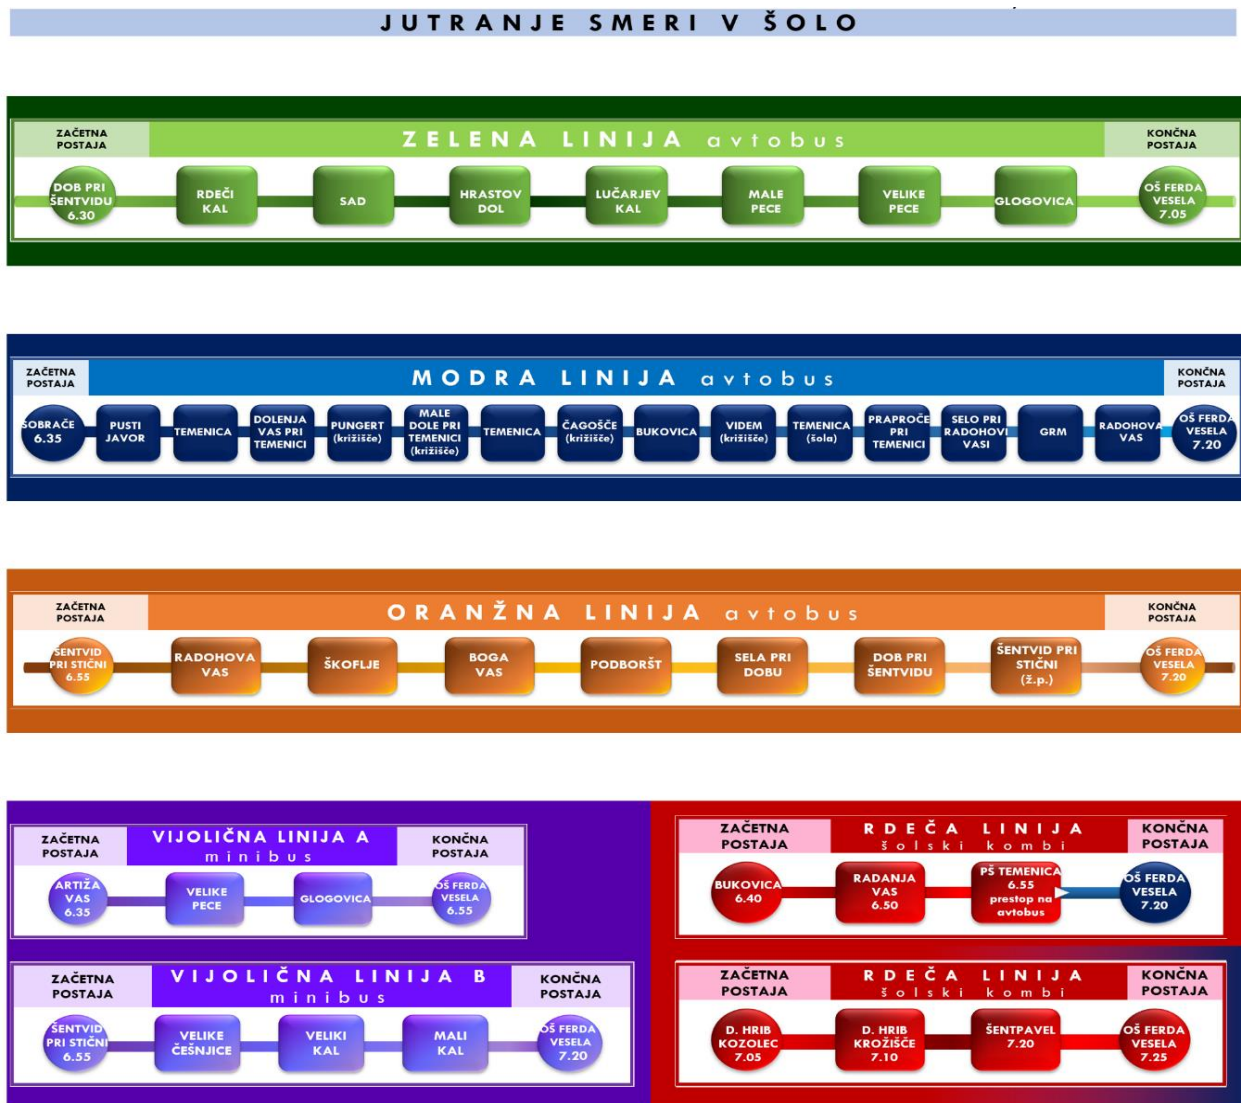 JUTRANJE SMERI V ŠOLO
ZAČETNA
POSTAJA
ZELENA LINIJA avtobus
KONČNA
POSTAJA
DOB PRI
ŠENTVIDU
6.30
RDEČI
KAL
SAD
HRASTOV
DOL
LUČARJEV
KAL
MALE
PECE
VELIKE
PECE
GLOGOVICA
OŠ FERDA
VESELA
7.05
ZAČETNA
POSTAJA
MODRA LINIJA avtobus
KONČNA
POSTAJA
SOBRAČE
6.35
PUSTI
JAVOR
TEMENICA
DOLENJA
VAS PRI
TEMENICI
PUNGERT
(križišče)
MALE
DOLE PRI
TEMENICI
(križišče)
TEMENICA
ČAGOŠČE
(križišče)
BUKOVICA
VIDEM
(križišče)
TEMENICA
(šola)
PRAPROČE
PRI
TEMENICI
SELO PRI
RADOHOVI
VASI
GRM
RADOHOVA
VAS
OŠ FERDA
VESELA
7.20
ZAČETNA
POSTAJA
ORANŽNA LINIJA avtobus
KONČNA
POSTAJA
ŠENTVID
PRI STIČNI
6.55
RADOHOVA
VAS
ŠKOFLJE
BOGA
VAS
PODBORŠT
SELA PRI
DOBU
DOB PRI
ŠENTVIDU
ŠENTVID PRI
STIČNI
(ž.p.)
OŠ FERDA
VESELA
7.20
ZAČETNA
POSTAJA
VIJOLIČNA LINIJA A
minibus
KONČNA
POSTAJA
ARTIŽA
VAS
6.35
VELIKE
PECE
GLOGOVICA
OŠ FERDA
VESELA
6.55
ZAČETNA
POSTAJA
RDEČA LINIJA
šolski kombi
KONČNA
POSTAJA
BUKOVICA
6.40
RADANJA
VAS
6.50
PŠ TEMENICA
6.55
prestop na
avtobus
OŠ FERDA
VESELA
7.20
ZAČETNA
POSTAJA
VIJOLIČNA LINIJA B
minibus
KONČNA
POSTAJA
ŠENTVID
PRI STIČNI
6.55
VELIKE
ČEŠNJICE
VELIKI
KAL
MALI
KAL
OŠ FERDA
VESELA
7.20
ZAČETNA
POSTAJA
RDEČA LINIJA
šolski kombi
KONČNA
POSTAJA
D. HRIB
KOZOLEC
7.05
D. HRIB
KROŽIŠČE
7.10
ŠENTPAVEL
7.20
OŠ FERDA
VESELA
7.25